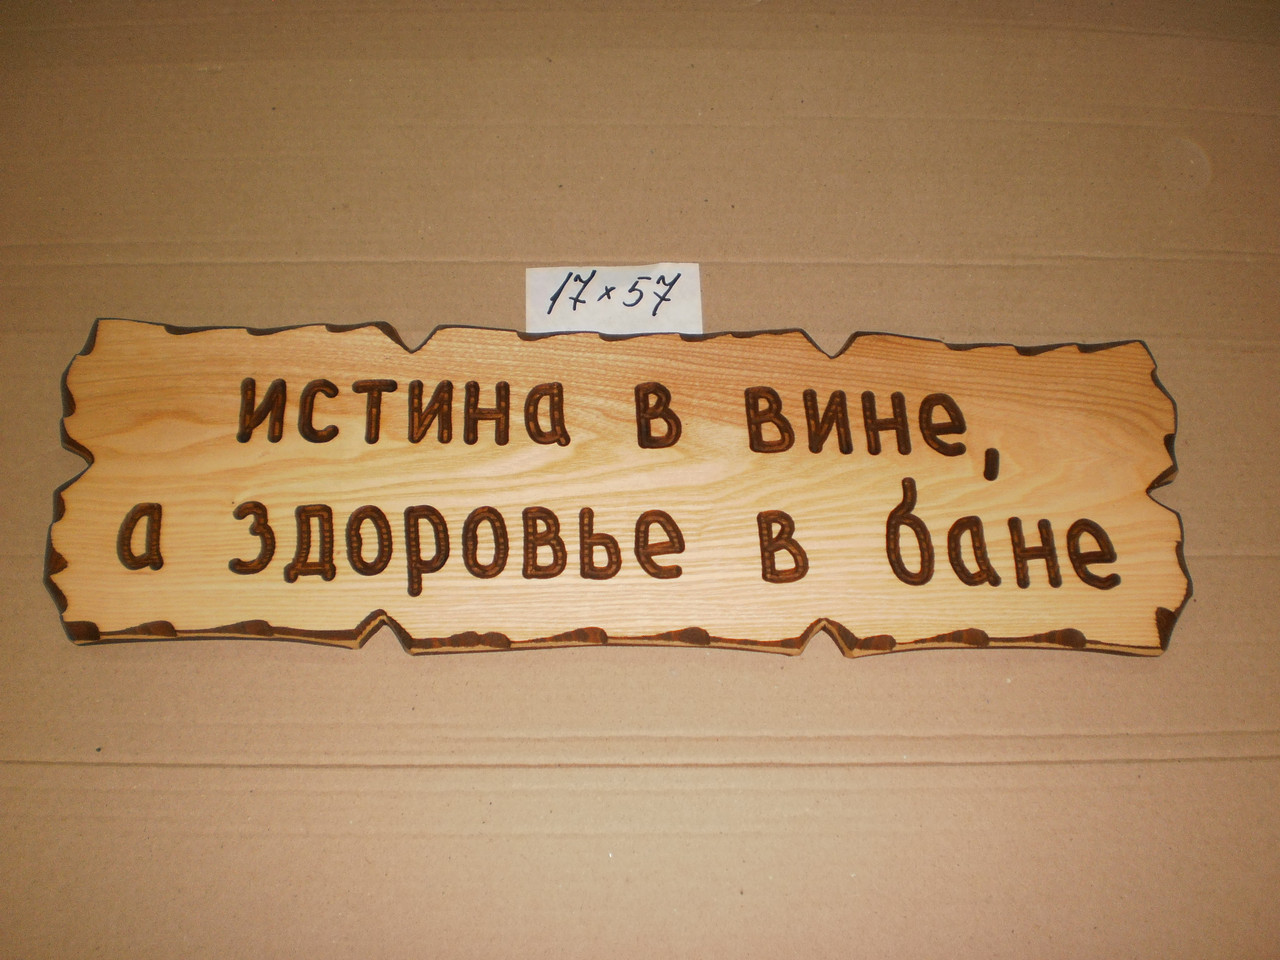 17×57
истина в вине,
а здоровье в бане